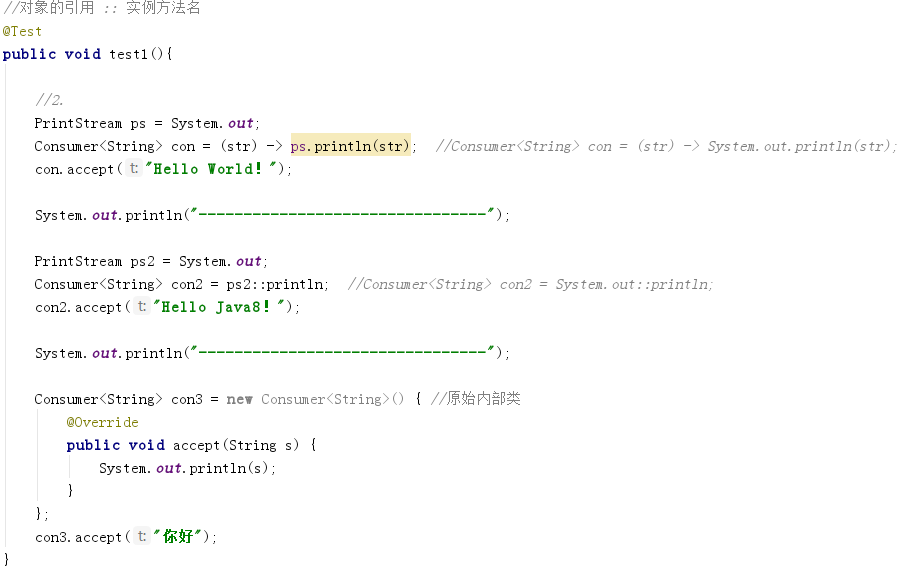 //对象的引用 :: 实例方法名
@Test
public void test1(){
//2.
PrintStream ps = System.out;
Consumer<String> con = (str) -> ps.println(str);  //Consumer<String> con = (str) -> System.out.println(str);
con.accept( t: "Hello World! ");
System.out.println("--------------------------------");
PrintStream ps2 = System.out;
Consumer<String> con2 = ps2::println;  //Consumer<String> con2 = System.out::println;
con2.accept( t: "Hello Java8! ");
System.out.println("--------------------------------");
Consumer<String> con3 = new Consumer<String>() { //原始内部类
@Override
public void accept(String s) {
System.out.println(s);
}
};
con3.accept( t: "你好");
}